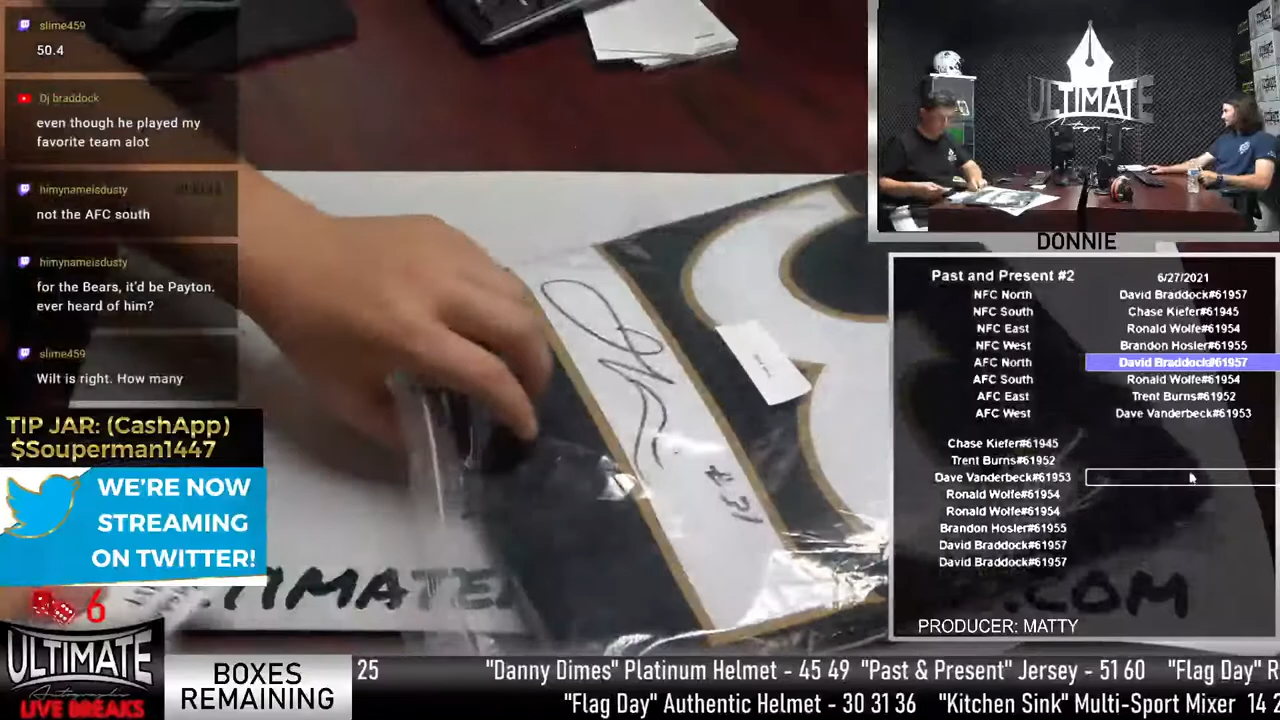 slime459
50.4
Dj braddock
even though he played my
favorite team alot
himynameisdusty
not the AFC south
himynameisdusty
for the Bears, it'd be Payton.
ever heard of him?
slime459
Wilt is right. How many
TIP JAR: (CashApp)
$Souperman1447
WE'RE NOW
STREAMING
ON TWITTER!
6
ULTIMATE
Autographs
LIVE BREAKS
BOXES
REMAINING
25
"Danny Dimes" Platinum Helmet - 45 49 "Past & Present" Jersey - 51 60 "Flag Day" R
"Flag Day" Authentic Helmet - 30 31 36 "Kitchen Sink" Multi-Sport Mixer 14 2
ULTIMATE
Autographs
DONNIE
Past and Present #2 6/27/2021
NFC North David Braddock#61957
NFC South Chase Kiefer#61945
NFC East Ronald Wolfe#61954
NFC West Brandon Hosler#61955
AFC North David Braddock#61957
AFC South Ronald Wolfe#61954
AFC East Trent Burns#61952
AFC West Dave Vanderbeck#61953
Chase Kiefer#61945
Trent Burns#61952
Dave Vanderbeck#61953
Ronald Wolfe#61954
Ronald Wolfe#61954
Brandon Hosler#61955
David Braddock#61957
David Braddock#61957
.COM
PRODUCER: MATTY